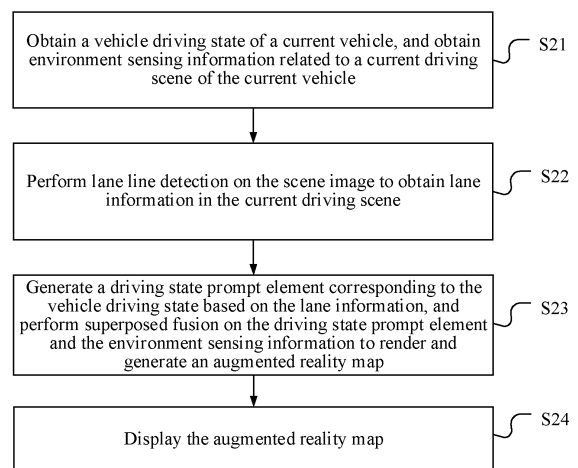 Obtain a vehicle driving state of a current vehicle, and obtain
environment sensing information related to a current driving
scene of the current vehicle
S21
Perform lane line detection on the scene image to obtain lane
information in the current driving scene
S22
Generate a driving state prompt element corresponding to the
vehicle driving state based on the lane information, and
perform superposed fusion on the driving state prompt element
and the environment sensing information to render and
generate an augmented reality map
S23
Display the augmented reality map
S24